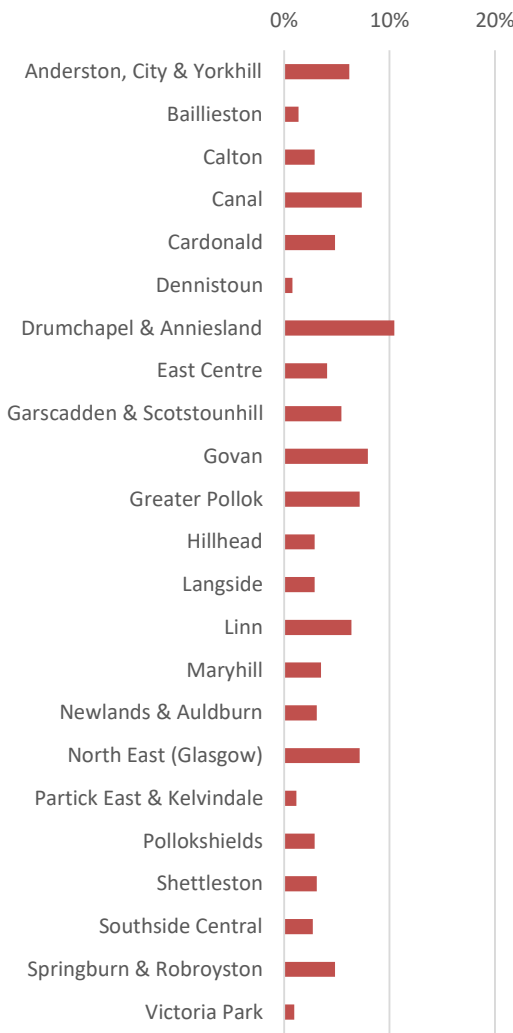 0% 10% 20%
Anderston, City & Yorkhill
Baillieston
Calton
Canal
Cardonald
Dennistoun
Drumchapel & Anniesland
East Centre
Garscadden & Scotstounhill
Govan
Greater Pollok
Hillhead
Langside
Linn
Maryhill
Newlands & Auldburn
North East (Glasgow)
Partick East & Kelvindale
Pollokshields
Shettleston
Southside Central
Springburn & Robroyston
Victoria Park